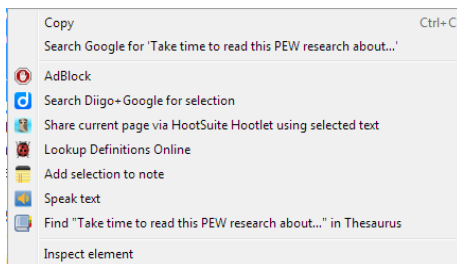 Copy Ctrl+C
Search Google for 'Take time to read this PEW research about...'
AdBlock
Search Diigo+Google for selection
Share current page via HootSuite Hootlet using selected text
Lookup Definitions Online
Add selection to note
Speak text
Find "Take time to read this PEW research about..." in Thesaurus
Inspect element